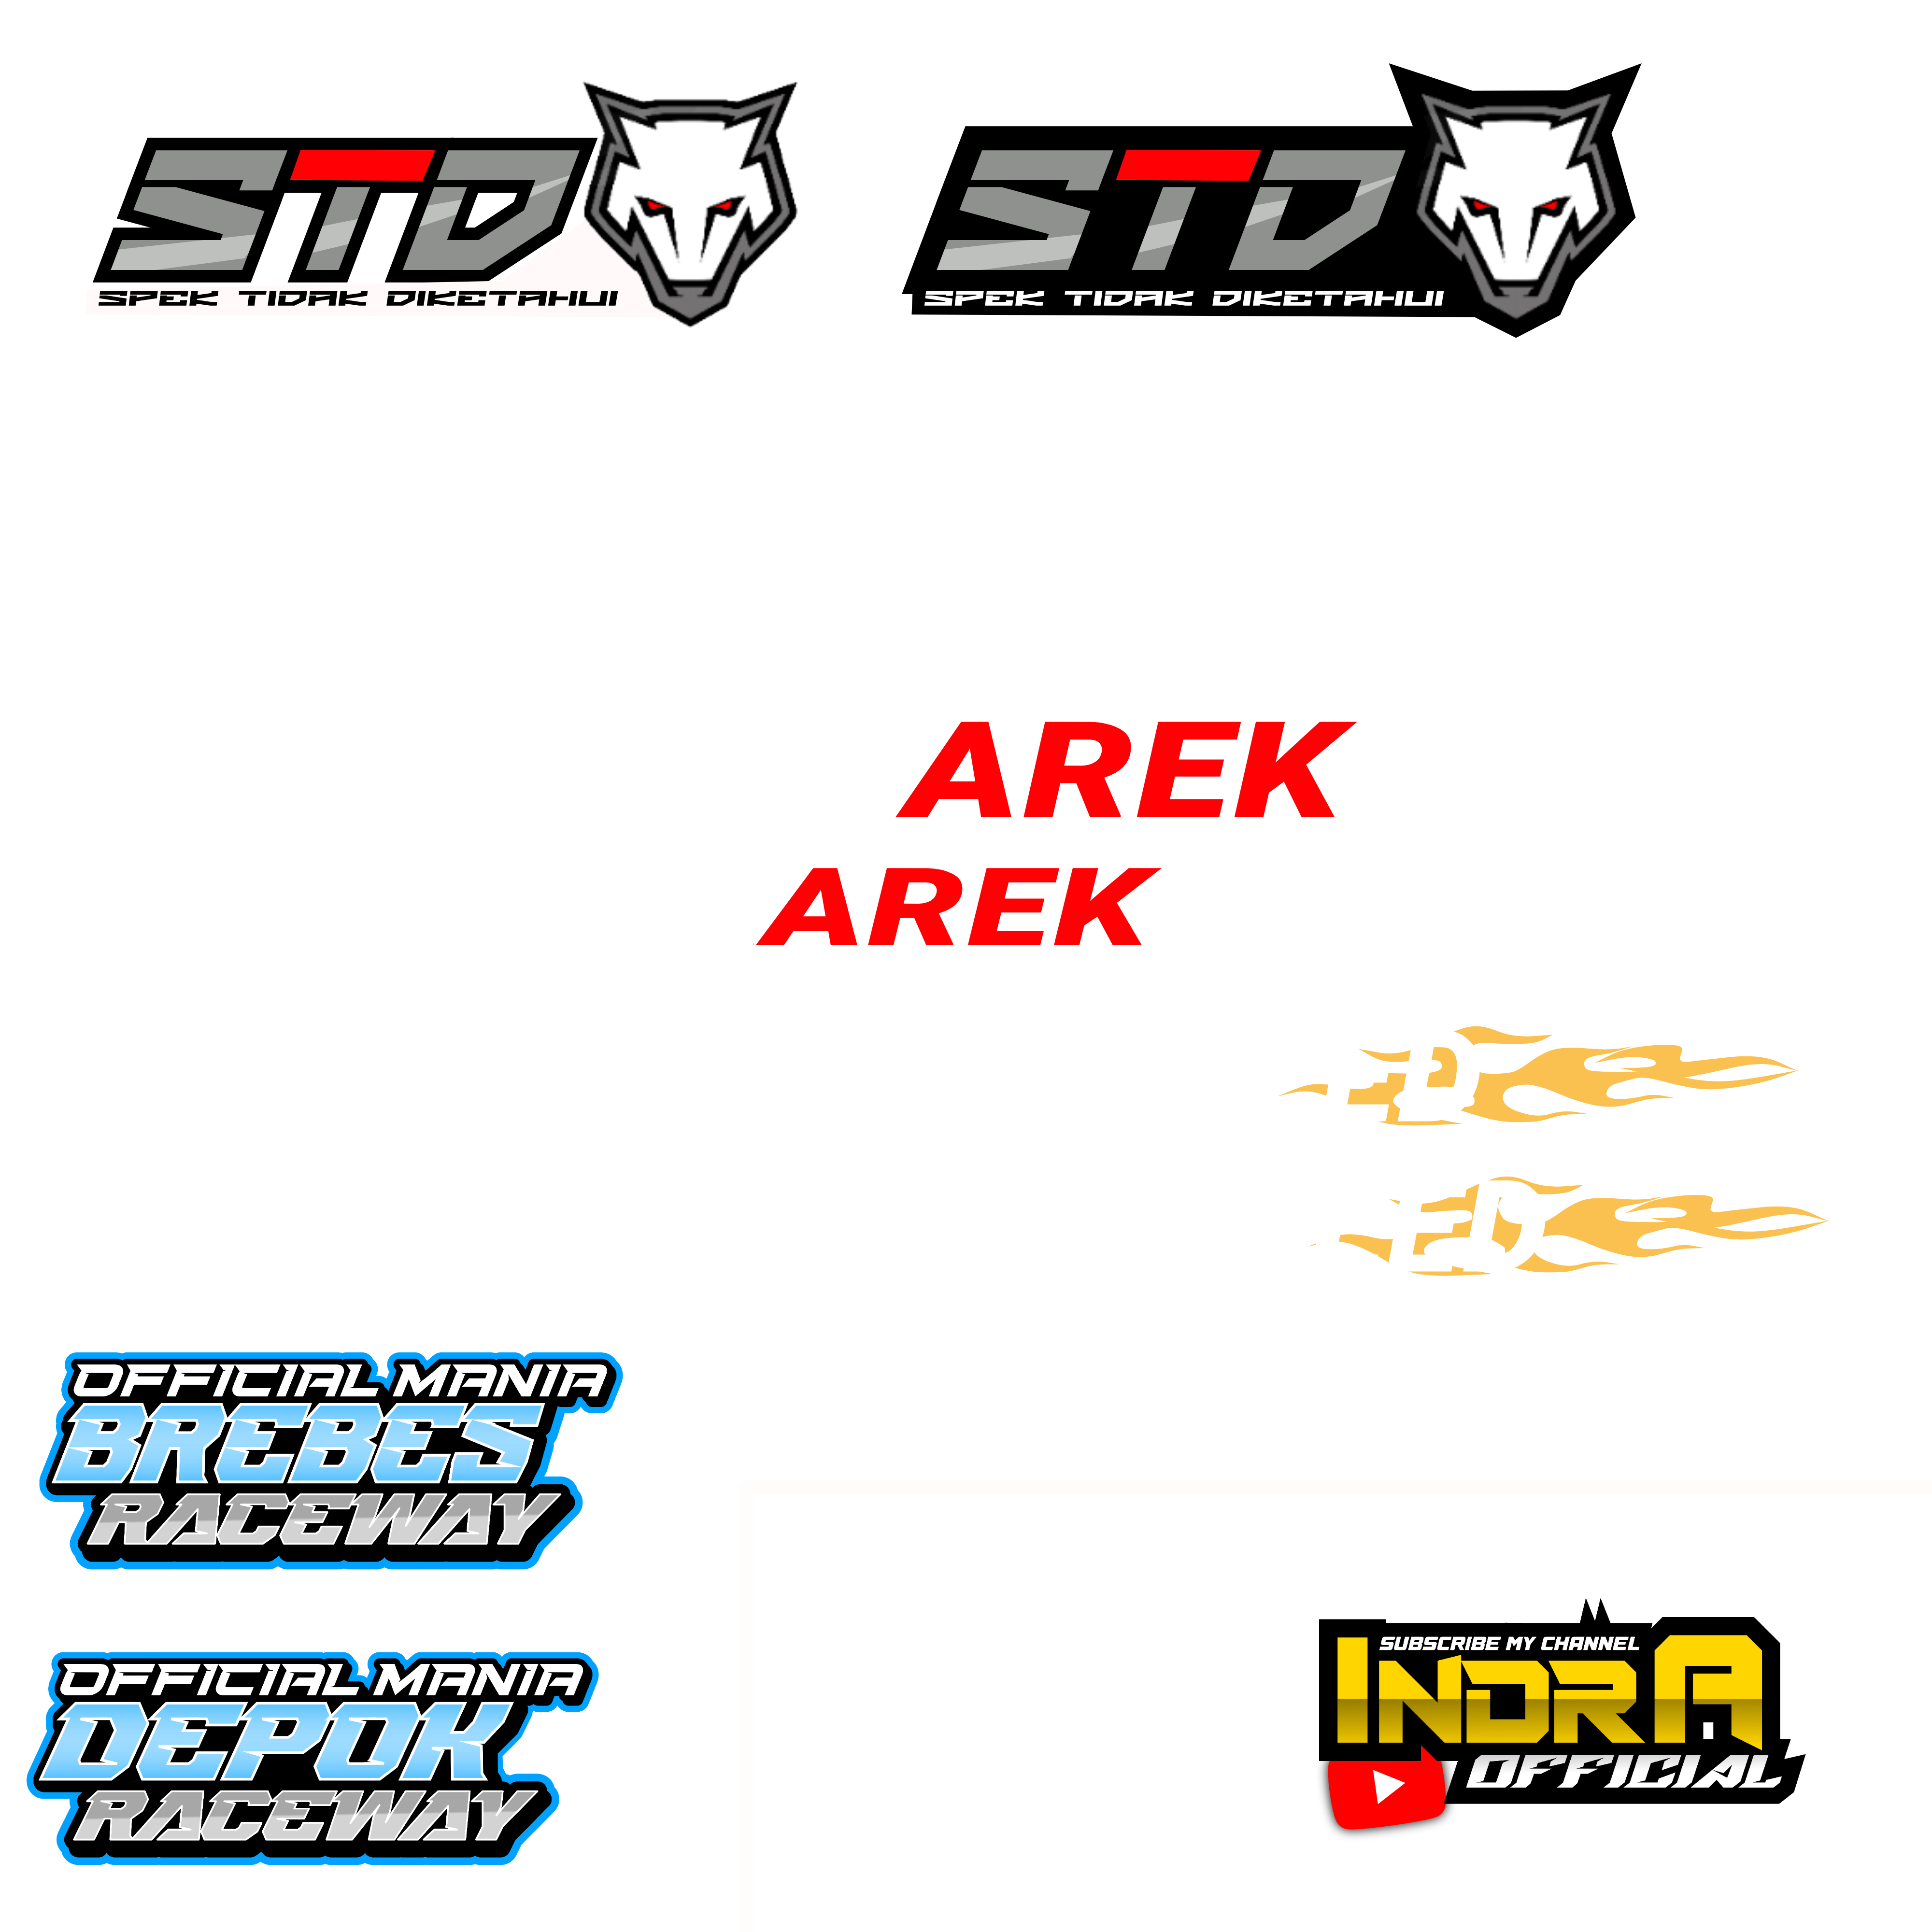 STD
SPEK TIDAK DIKETAHUI
STD
SPEK TIDAK DIKETAHUI
AREK
AREK
OFFICIAL MANIA
BREBES
RACEWAY
OFFICIAL MANIA
DEPOK
RACEWAY
SUBSCRIBE MY CHANNEL
INDRA
OFFICIAL